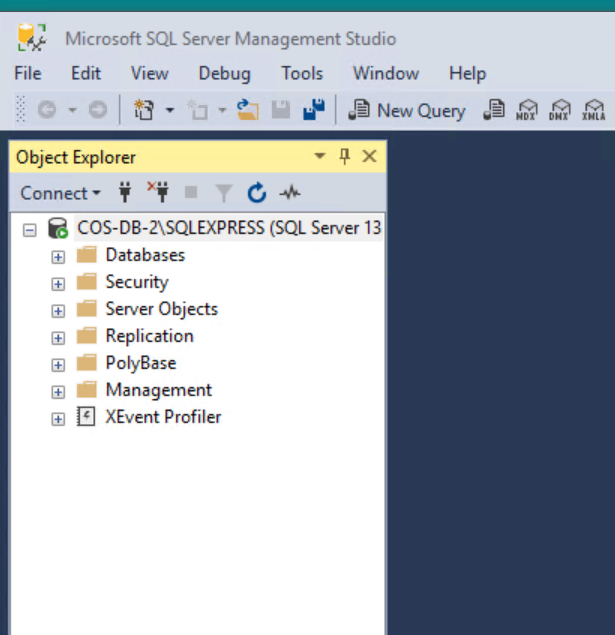 Microsoft SQL Server Management Studio
File Edit View Debug Tools Window Help
New Query MDX DMX XMLA
Object Explorer
Connect
COS-DB-2\SQLEXPRESS (SQL Server 13
Databases
Security
Server Objects
Replication
PolyBase
Management
XEvent Profiler